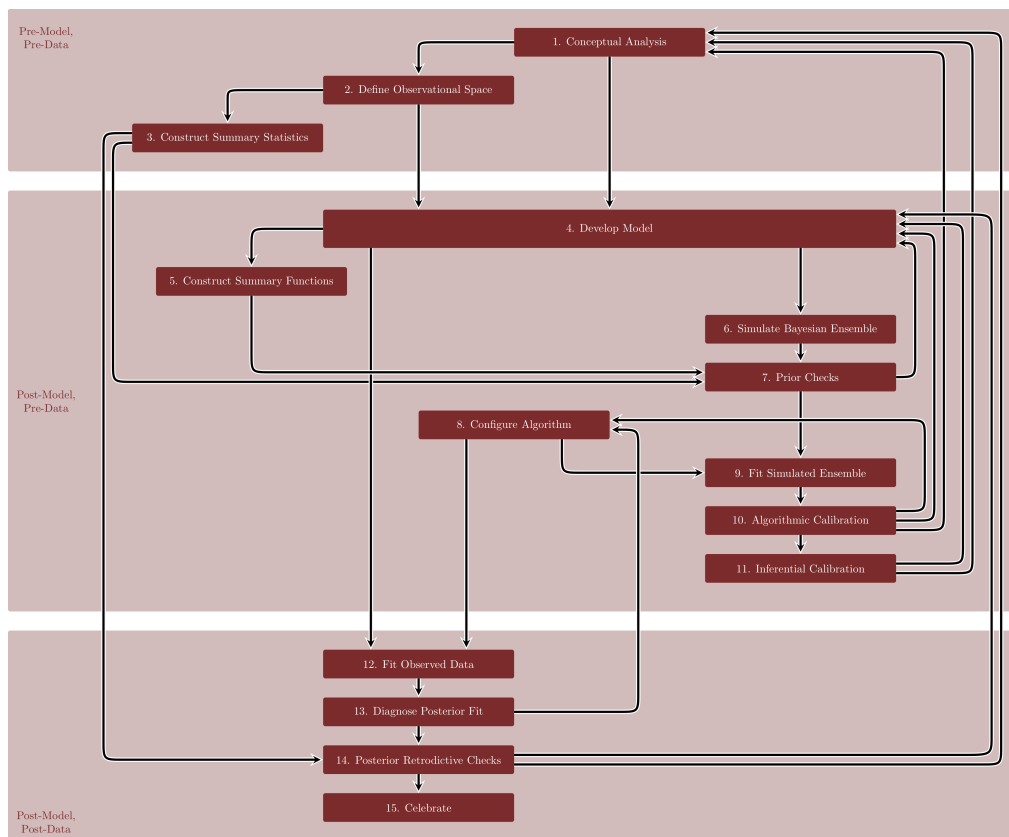 Pre-Model,
Pre-Data
1. Conceptual Analysis
2. Define Observational Space
3. Construct Summary Statistics
4. Develop Model
5. Construct Summary Functions
6. Simulate Bayesian Ensemble
7. Prior Checks
Post-Model,
Pre-Data
8. Configure Algorithm
9. Fit Simulated Ensemble
10. Algorithmic Calibration
11. Inferential Calibration
12. Fit Observed Data
13. Diagnose Posterior Fit
14. Posterior Retrodictive Checks
15. Celebrate
Post-Model,
Post-Data